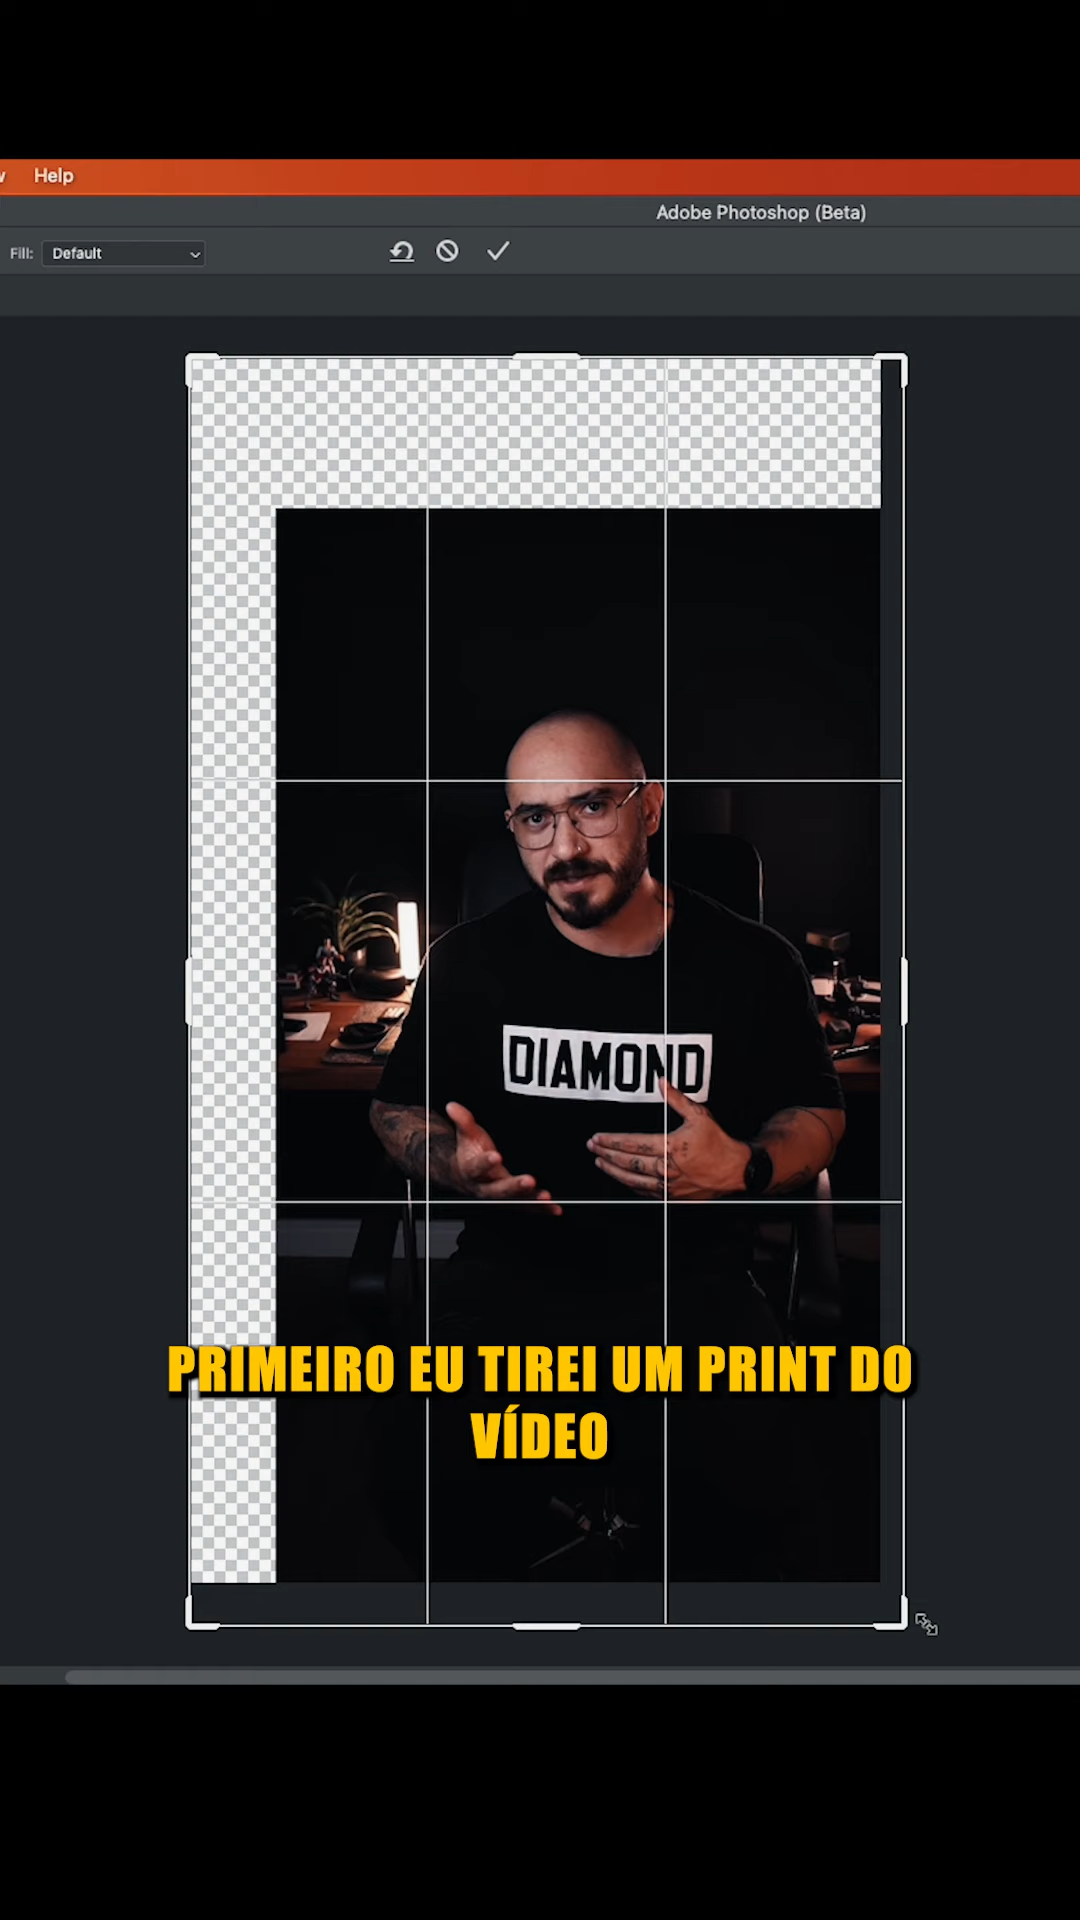 Help
Adobe Photoshop (Beta)
Fill: Default
DIAMOND
PRIMEIRO EU TIREI UM PRINT DO
VÍDEO